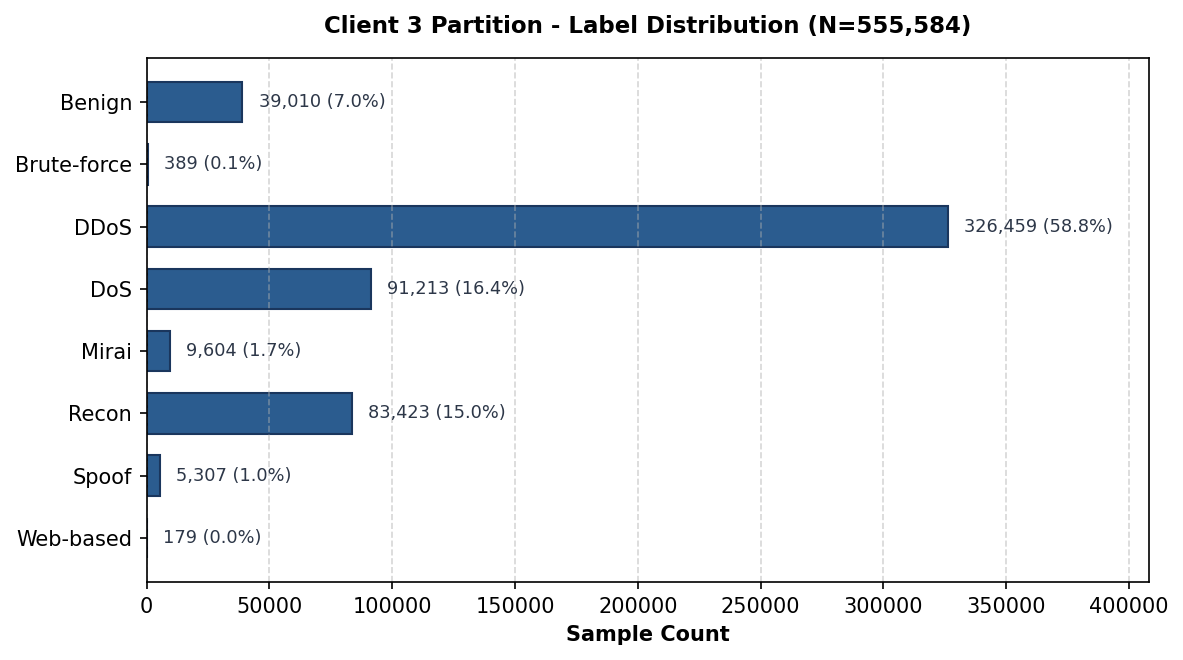 Client 3 Partition - Label Distribution (N=555,584)
Benign 39,010 (7.0%)
Brute-force 389 (0.1%)
DDoS 326,459 (58.8%)
DoS 91,213 (16.4%)
Mirai 9,604 (1.7%)
Recon 83,423 (15.0%)
Spoof 5,307 (1.0%)
Web-based 179 (0.0%)
0 50000 100000 150000 200000 250000 300000 350000 400000
Sample Count